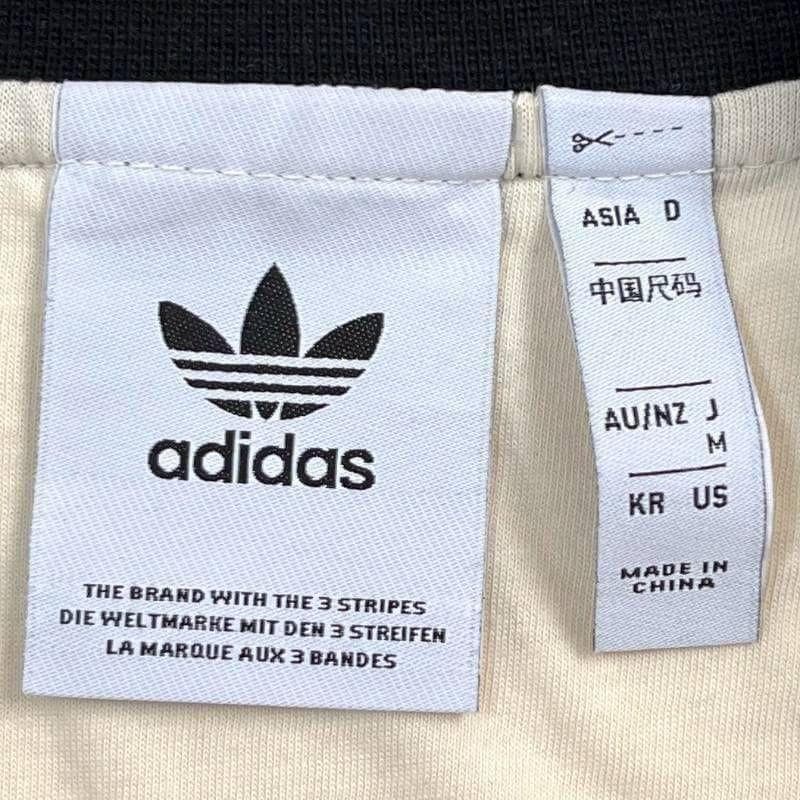 adidas
THE BRAND WITH THE 3 STRIPES
DIE WELTMARKE MIT DEN 3 STREIFEN
LA MARQUE AUX 3 BANDES
ASIA D
中国尺码
AU/NZ J
M
KR US
MADE IN
CHINA